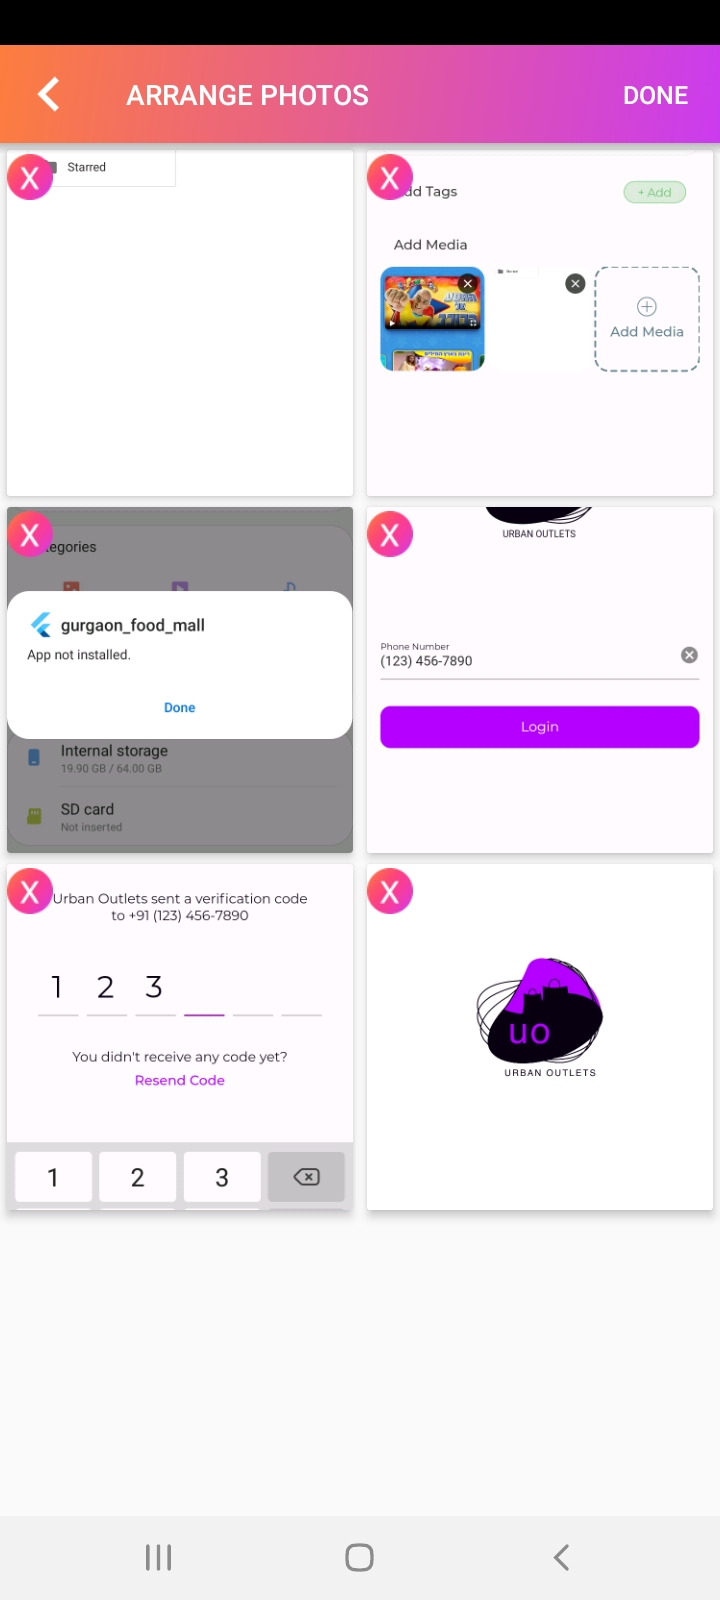 ARRANGE PHOTOS
DONE
X
Starred
X
dd Tags
+ Add
Add Media
Add Media
X
egories
gurgaon_food_mall
App not installed.
Done
Internal storage
19.90 GB / 64.00 GB
SD card
Not inserted
X
URBAN OUTLETS
Phone Number
(123) 456-7890
Login
X
Urban Outlets sent a verification code
to +91 (123) 456-7890
1 2 3
You didn't receive any code yet?
Resend Code
1 2 3
X
uo
URBAN OUTLETS